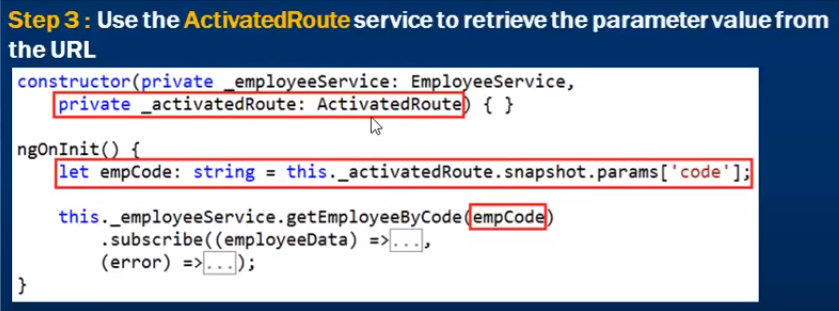 Step 3 : Use the ActivatedRoute service to retrieve the parameter value from
the URL
constructor(private _employeeService: EmployeeService,
private _activatedRoute: ActivatedRoute) { }
ngOnInit() {
let empCode: string = this._activatedRoute.snapshot.params['code'];
this._employeeService.getEmployeeByCode(empCode)
.subscribe((employeeData) =>...,
(error) =>...);
}